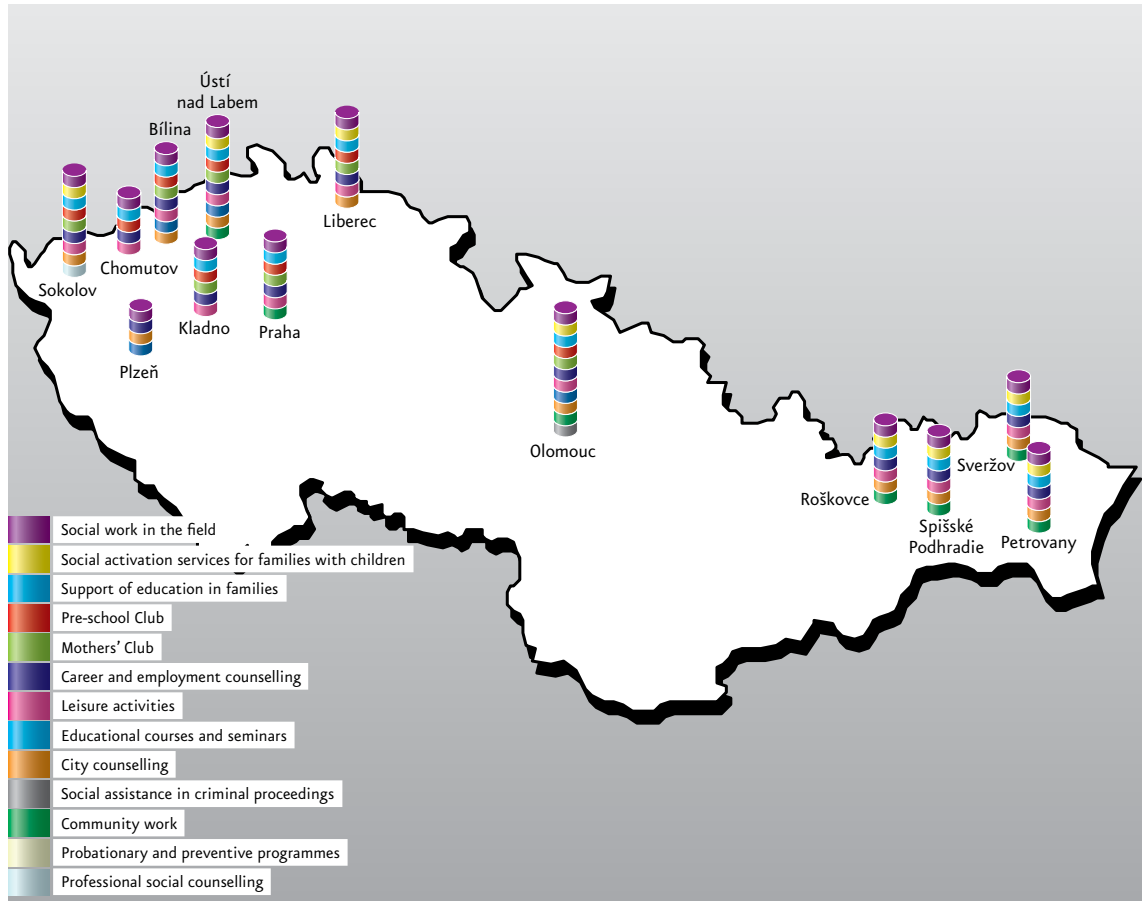 Ústí
nad Labem
Bílina
Liberec
Chomutov
Sokolov
Kladno
Praha
Plzeň
Olomouc
Sveržov
Roškovce
Spišské
Podhradie
Petrovany
Social work in the field
Social activation services for families with children
Support of education in families
Pre-school Club
Mothers’ Club
Career and employment counselling
Leisure activities
Educational courses and seminars
City counselling
Social assistance in criminal proceedings
Community work
Probationary and preventive programmes
Professional social counselling